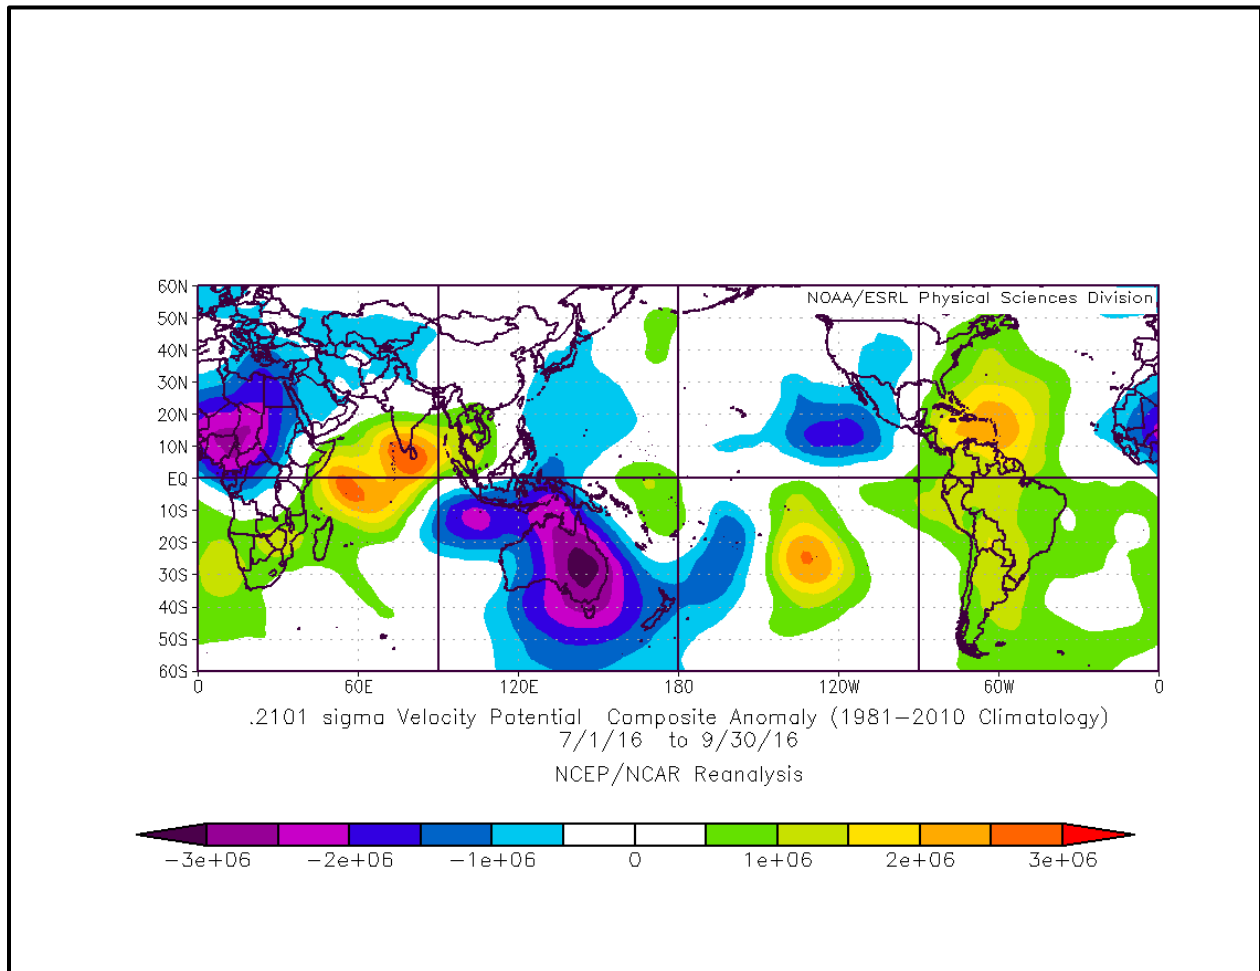 NOAA/ESRL Physical Sciences Division
60N
50N
40N
30N
20N
10N
EQ
10S
20S
30S
40S
50S
60S
0 60E 120E 180 120W 60W 0
.2101 sigma Velocity Potential Composite Anomaly (1981-2010 Climatology)
7/1/16 to 9/30/16
NCEP/NCAR Reanalysis
-3e+06 -2e+06 -1e+06 0 1e+06 2e+06 3e+06